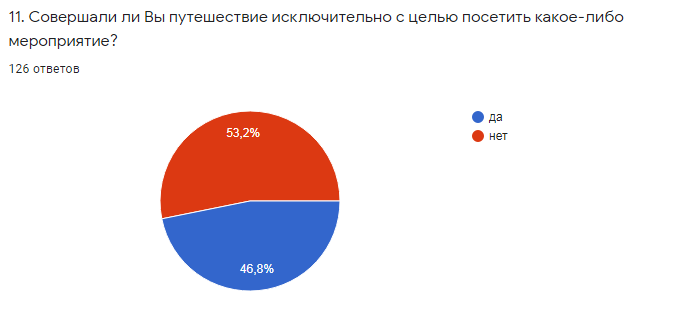 11. Совершали ли Вы путешествие исключительно с целью посетить какое-либо
мероприятие?
126 ответов
53,2%
46,8%
да
нет